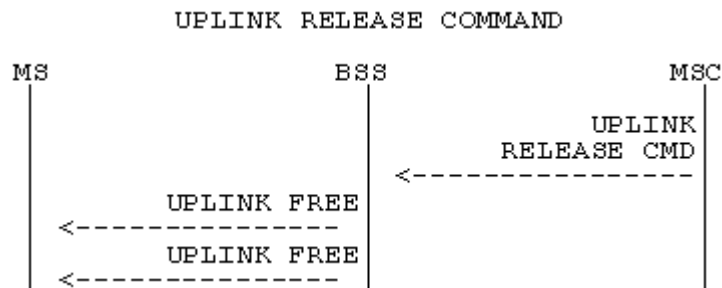 UPLINK RELEASE COMMAND
MS BSS MSC
UPLINK
RELEASE CMD
UPLINK FREE
UPLINK FREE